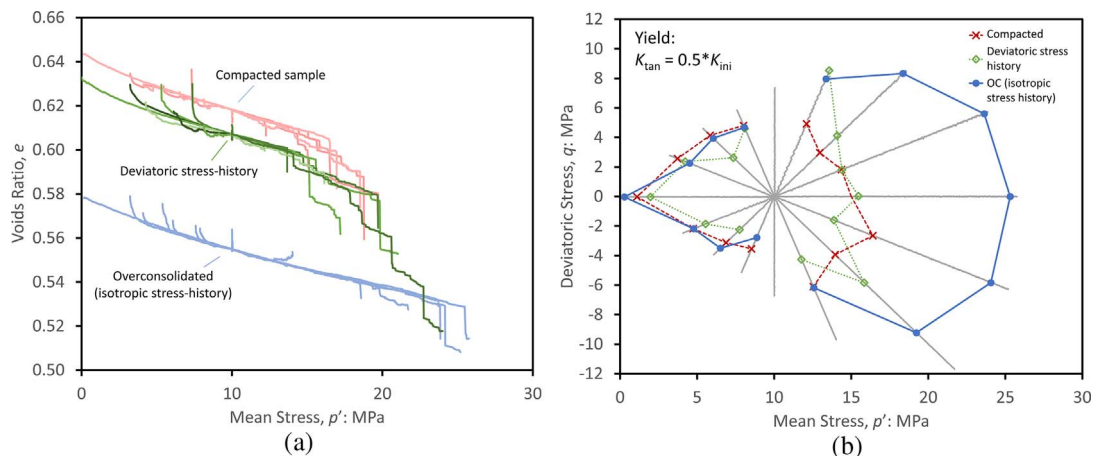 0.66
0.64
0.62
0.60
0.58
0.56
0.54
0.52
0.50
Voids Ratio, e
Compacted sample
Deviatoric stress-history
Overconsolidated
(isotropic stress-history)
0
10
20
30
Mean Stress, p’: MPa
(a)
12
10
8
6
4
2
0
-2
-4
-6
-8
-10
-12
Deviatoric Stress, q: MPa
Yield:
Ktan = 0.5*Kini
Compacted
Deviatoric stress
history
OC (isotropic
stress history)
0
5
10
15
20
25
30
Mean Stress, p’: MPa
(b)